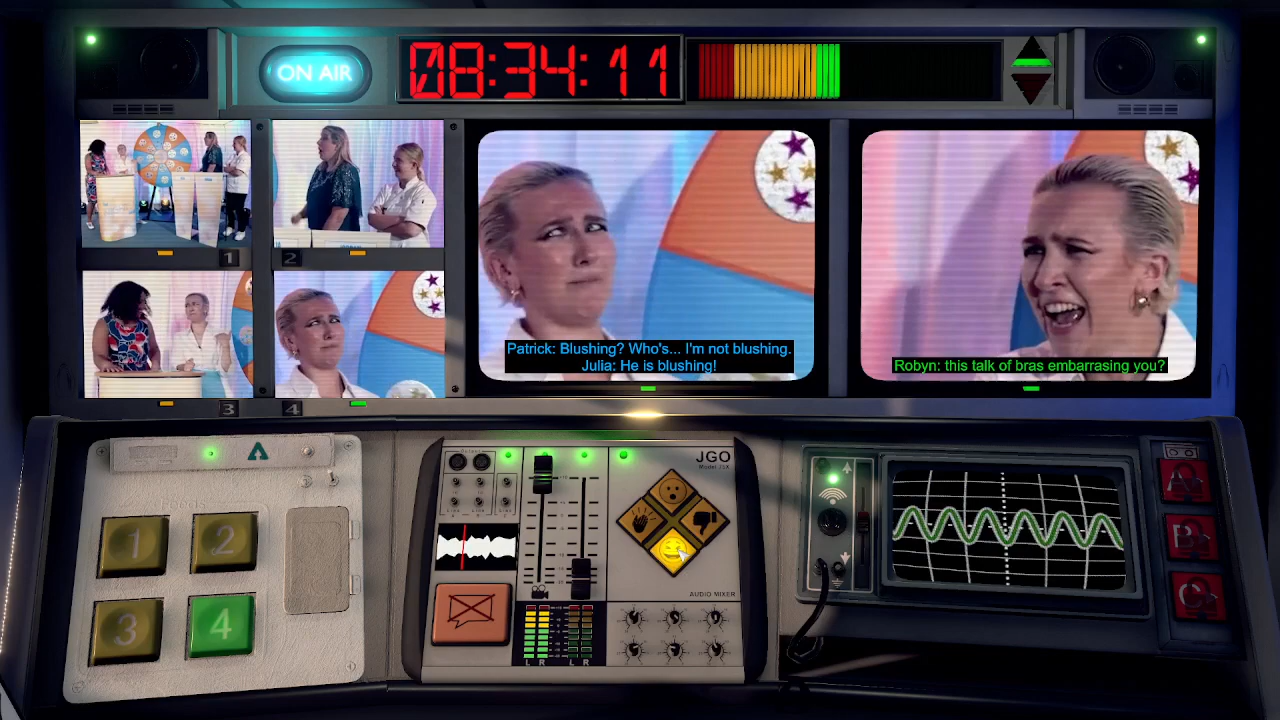 ON AIR
08:34:11
1
2
3
4
Patrick: Blushing? Who's... I'm not blushing.
Julia: He is blushing!
Robyn: this talk of bras embarrasing you?
JGO
1
2
3
4
AUDIO MIXER
L R L R
A
B
C